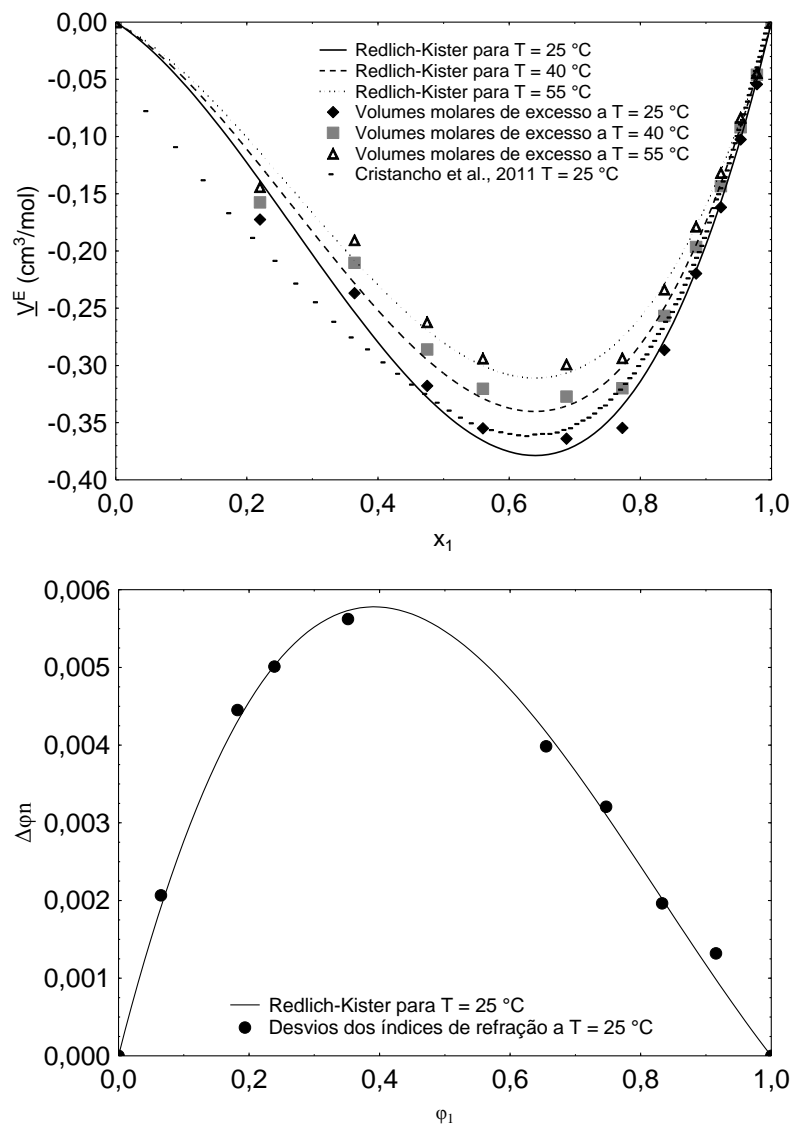 0,00
-0,05
-0,10
-0,15
-0,20
-0,25
-0,30
-0,35
-0,40
V^E (cm³/mol)
Redlich-Kister para T = 25 °C
Redlich-Kister para T = 40 °C
Redlich-Kister para T = 55 °C
Volumes molares de excesso a T = 25 °C
Volumes molares de excesso a T = 40 °C
Volumes molares de excesso a T = 55 °C
Cristancho et al., 2011 T = 25 °C
0,0 0,2 0,4 0,6 0,8 1,0
x₁
0,006
0,005
0,004
0,003
0,002
0,001
0,000
Δφn
Redlich-Kister para T = 25 °C
Desvios dos índices de refração a T = 25 °C
0,0 0,2 0,4 0,6 0,8 1,0
φ₁